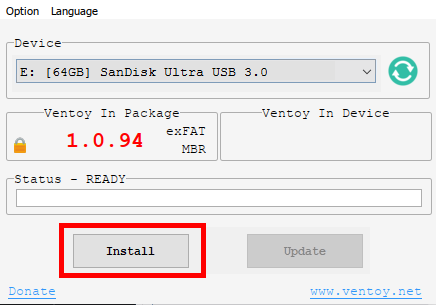 Option Language
Device
E: [64GB] SanDisk Ultra USB 3.0
Ventoy In Package Ventoy In Device
1.0.94 exFAT
MBR
Status - READY
Install Update
Donate www.ventoy.net